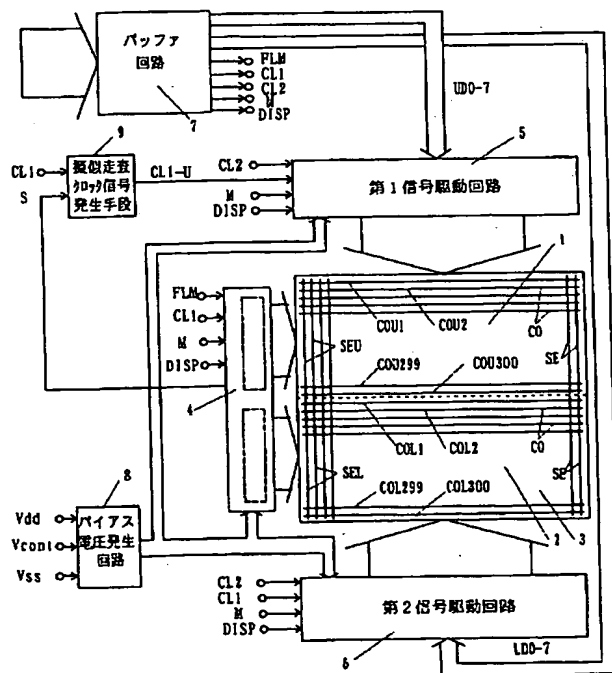 バッファ
回路
7
FLM
CL1
CL2
M
DISP
UD0-7
9
CL1
S
擬似走査
クロック信号
発生手段
CL1-U
CL2
M
DISP
5
第1信号駆動回路
FLM
CL1
M
DISP
4
1
COU1
COU2
CO
SEU
SE
COU299
COU300
COL1
COL2
CO
SEL
SE
COL299
COL300
2
3
8
Vdd
Vcont
Vss
バイアス
電圧発生
回路
CL2
CL1
M
DISP
第2信号駆動回路
6
LD0-7